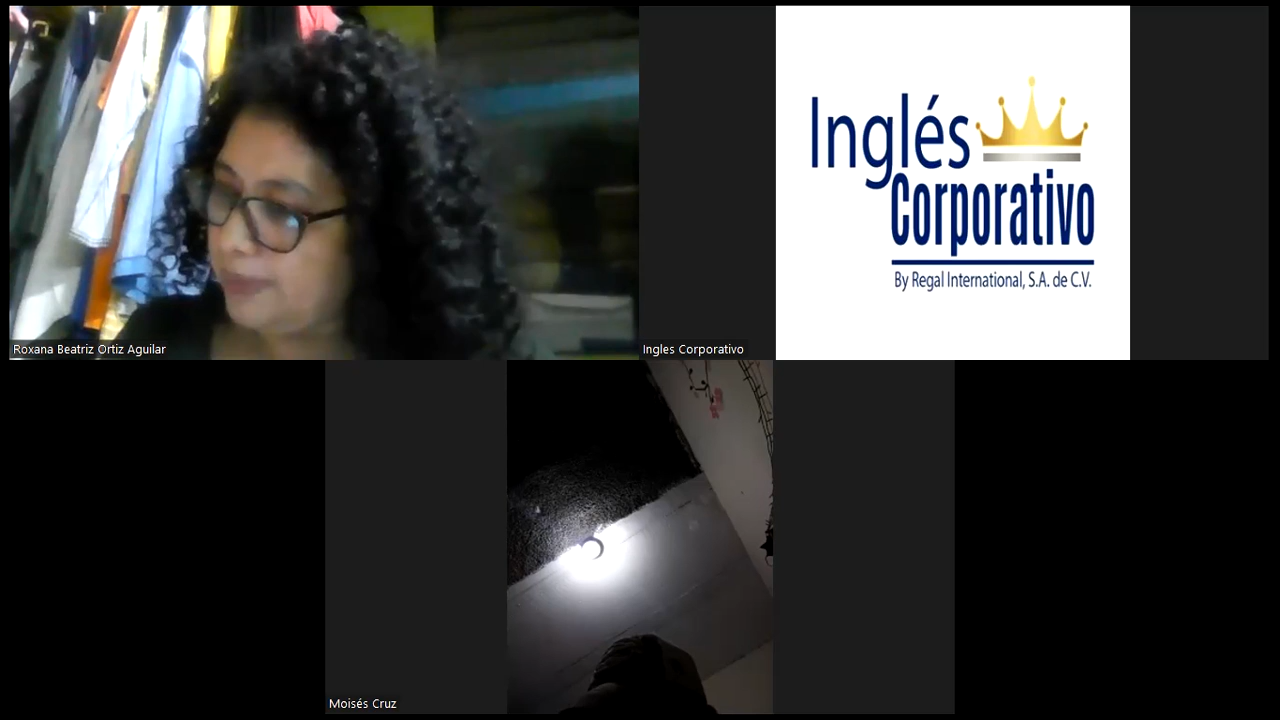 Inglés
Corporativo
By Regal International, S.A. de C.V.
Roxana Beatriz Ortiz Aguilar
Ingles Corporativo
Moisés Cruz